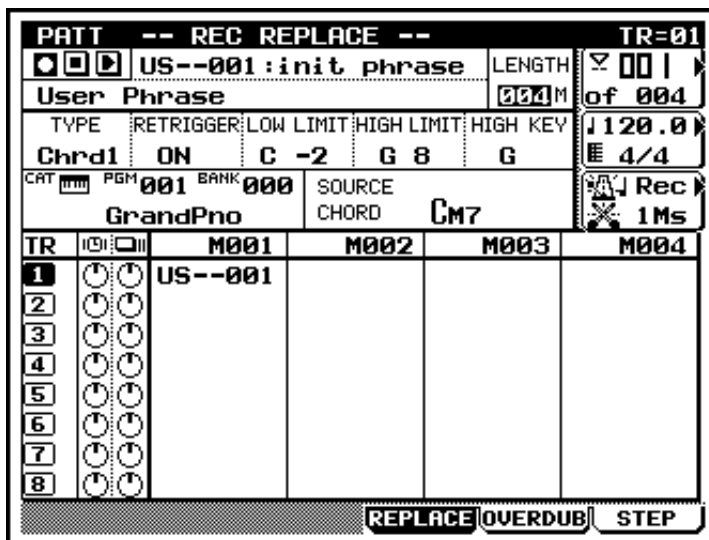 PATT -- REC REPLACE -- TR=01
US--001:init phrase LENGTH 001
User Phrase 004M of 004
TYPE RETRIGGER LOW LIMIT HIGH LIMIT HIGH KEY ♩120.0
Chrd1 ON C -2 G 8 G 4/4
CAT PGM001 BANK000 SOURCE ♩ Rec
GrandPno CHORD CM7 1Ms
TR M001 M002 M003 M004
1 US--001
2
3
4
5
6
7
8
REPLACE OVERDUB STEP